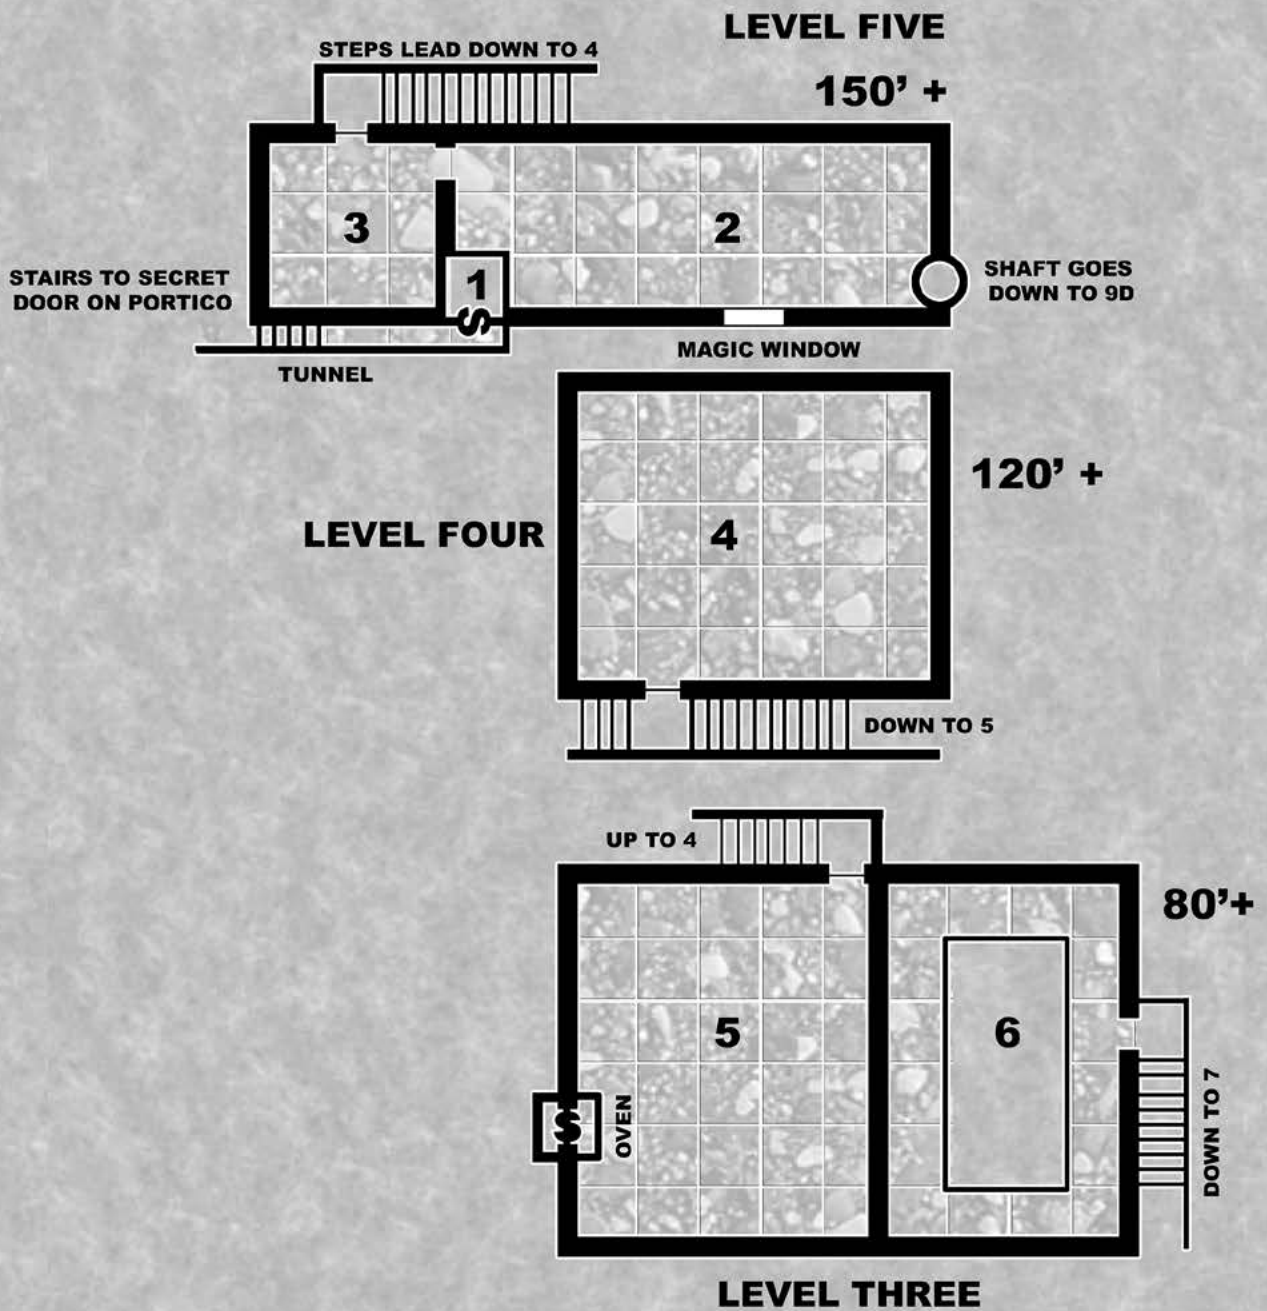 LEVEL FIVE
STEPS LEAD DOWN TO 4
150’ +
3
2
1
S
STAIRS TO SECRET
DOOR ON PORTICO
SHAFT GOES
DOWN TO 9D
MAGIC WINDOW
TUNNEL
120’ +
LEVEL FOUR
4
DOWN TO 5
UP TO 4
80’+
5
6
S
OVEN
DOWN TO 7
LEVEL THREE